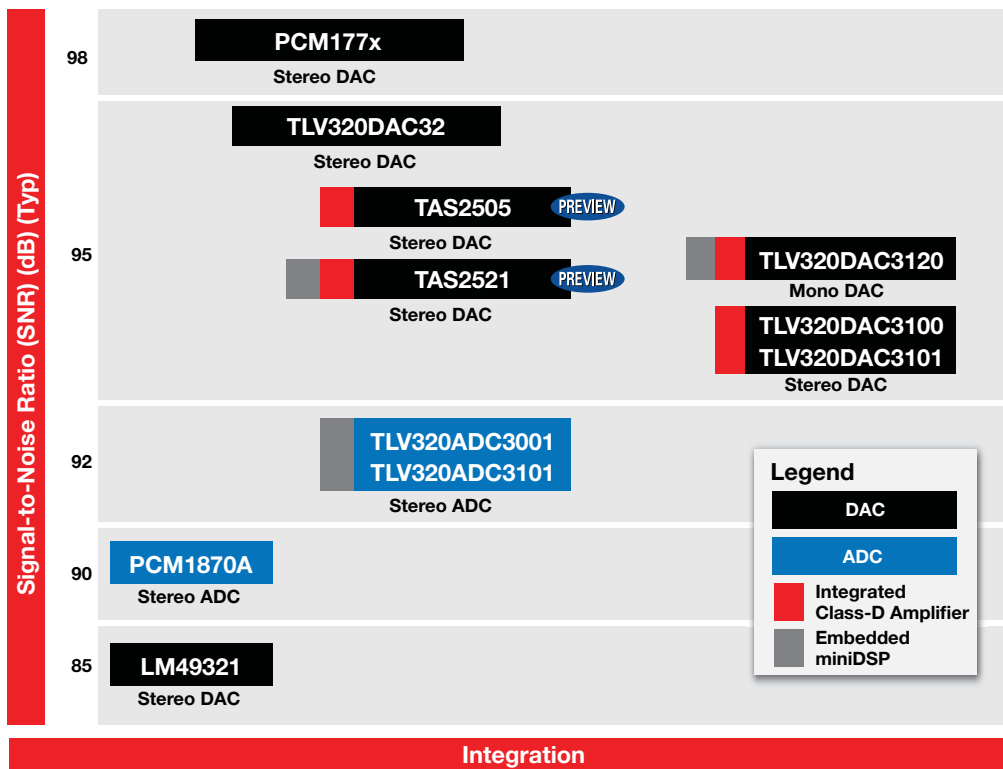 Signal-to-Noise Ratio (SNR) (dB) (Typ)
98
PCM177x
Stereo DAC
95
TLV320DAC32
Stereo DAC
TAS2505
PREVIEW
Stereo DAC
TAS2521
PREVIEW
Stereo DAC
TLV320DAC3120
Mono DAC
TLV320DAC3100
TLV320DAC3101
Stereo DAC
92
TLV320ADC3001
TLV320ADC3101
Stereo ADC
90
PCM1870A
Stereo ADC
85
LM49321
Stereo DAC
Legend
DAC
ADC
Integrated
Class-D Amplifier
Embedded
miniDSP
Integration